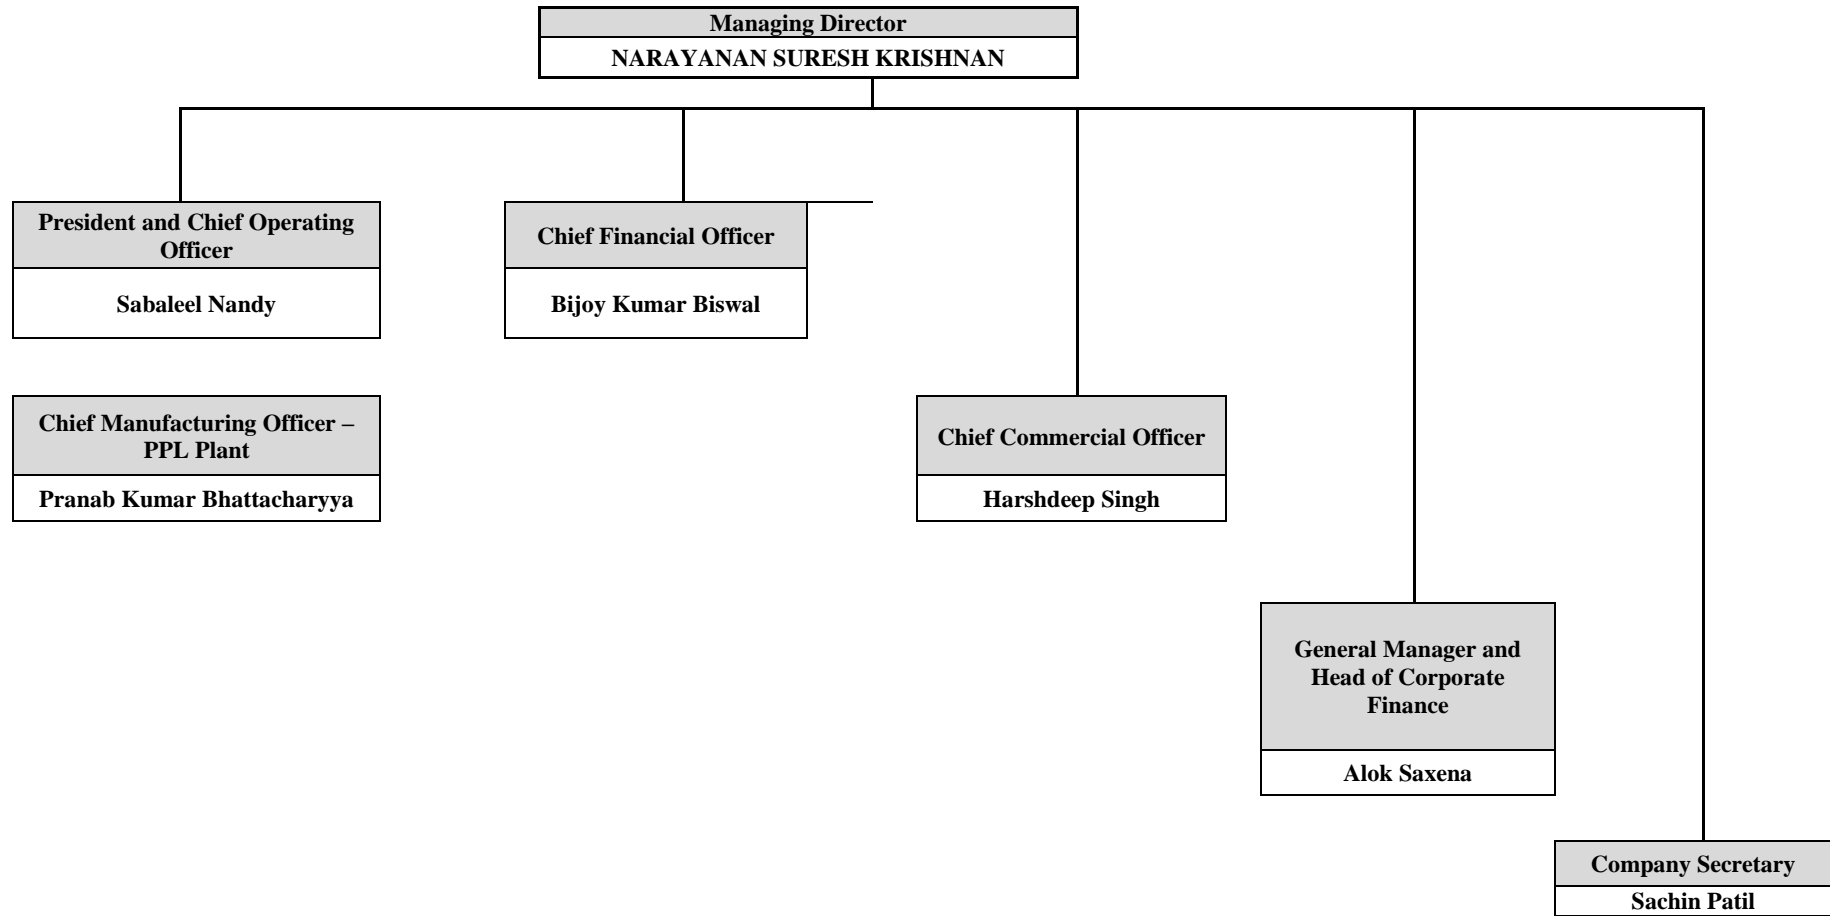 Managing Director
NARAYANAN SURESH KRISHNAN
President and Chief Operating
Officer
Sabaleel Nandy
Chief Financial Officer
Bijoy Kumar Biswal
Chief Manufacturing Officer –
PPL Plant
Pranab Kumar Bhattacharyya
Chief Commercial Officer
Harshdeep Singh
General Manager and
Head of Corporate
Finance
Alok Saxena
Company Secretary
Sachin Patil